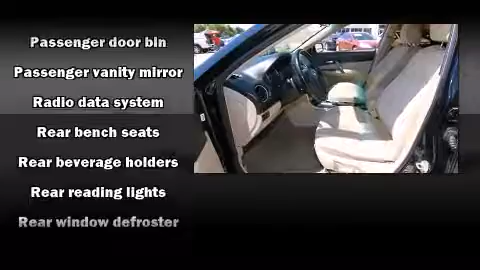 Passenger door bin
Passenger vanity mirror
Radio data system
Rear bench seats
Rear beverage holders
Rear reading lights
Rear window defroster